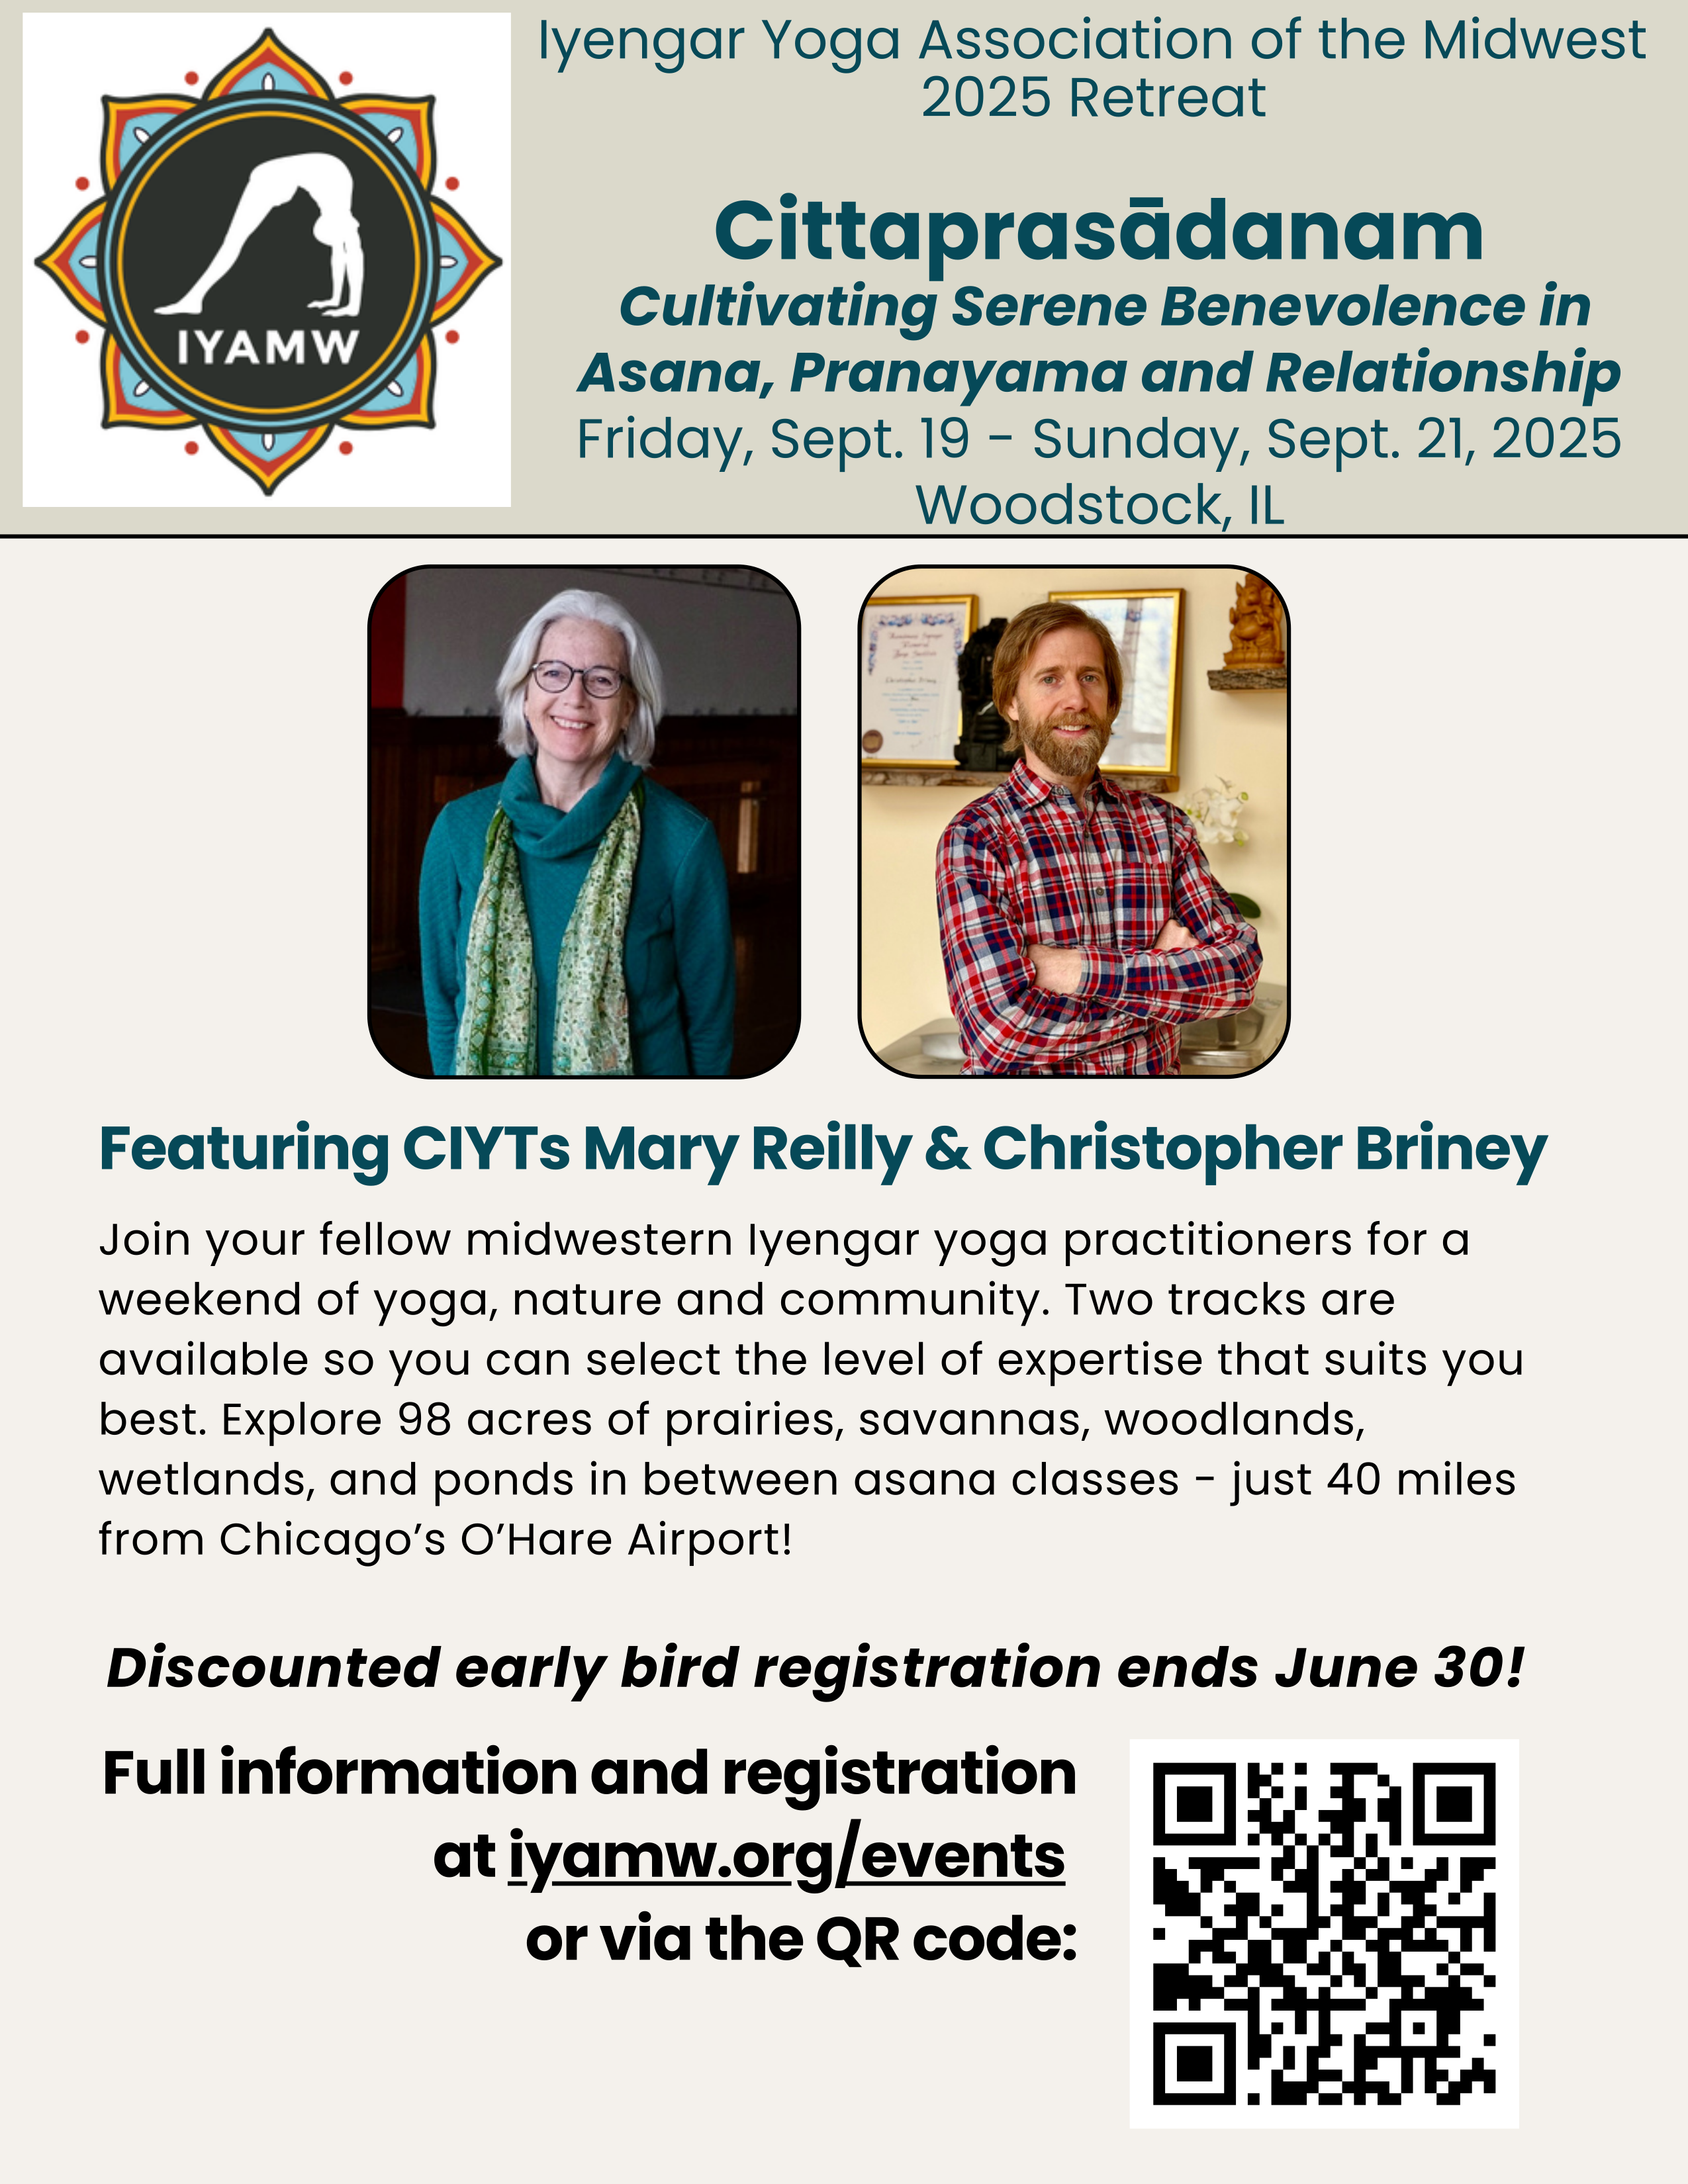 IYAMW
Iyengar Yoga Association of the Midwest
2025 Retreat
Cittaprasādanam
Cultivating Serene Benevolence in
Asana, Pranayama and Relationship
Friday, Sept. 19 - Sunday, Sept. 21, 2025
Woodstock, IL
Featuring CIYTs Mary Reilly & Christopher Briney
Join your fellow midwestern Iyengar yoga practitioners for a
weekend of yoga, nature and community. Two tracks are
available so you can select the level of expertise that suits you
best. Explore 98 acres of prairies, savannas, woodlands,
wetlands, and ponds in between asana classes - just 40 miles
from Chicago’s O’Hare Airport!
Discounted early bird registration ends June 30!
Full information and registration
at iyamw.org/events
or via the QR code: